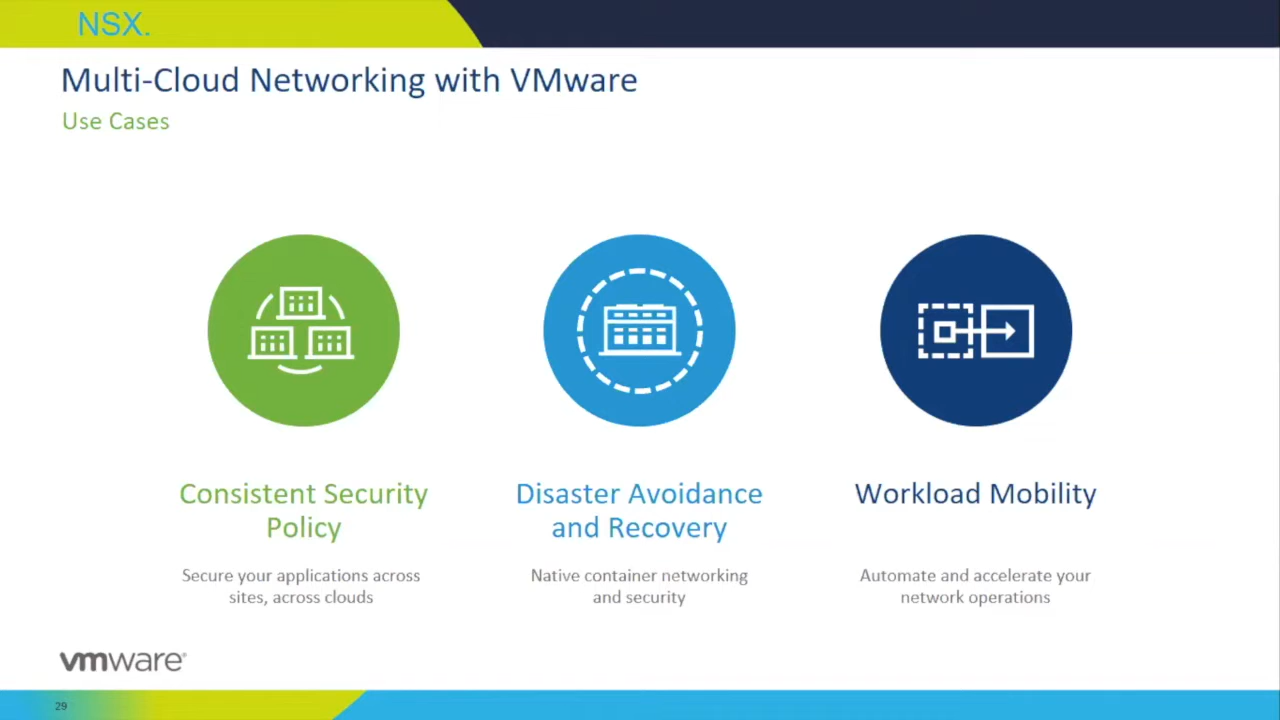 NSX.
Multi-Cloud Networking with VMware
Use Cases
Consistent Security
Policy
Secure your applications across
sites, across clouds
Disaster Avoidance
and Recovery
Native container networking
and security
Workload Mobility
Automate and accelerate your
network operations
vmware®
29